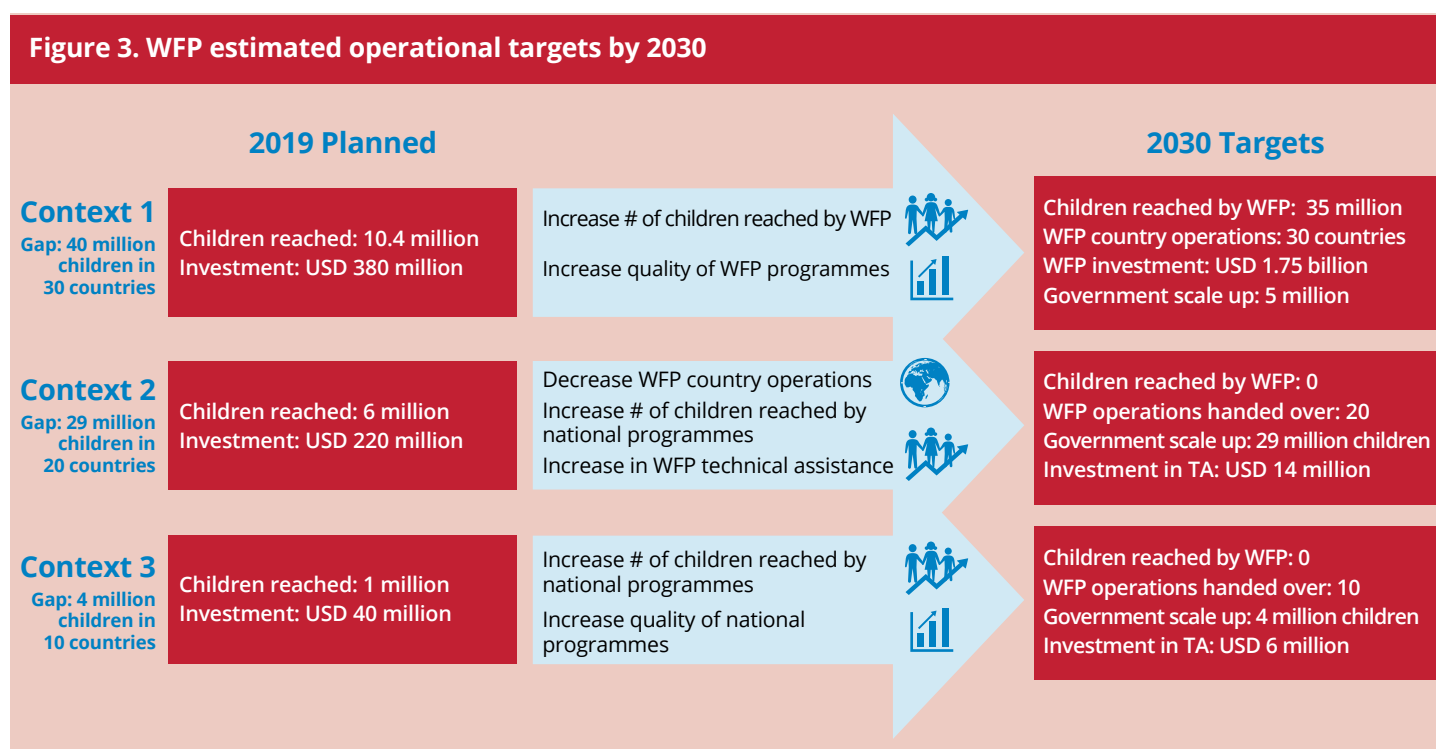 Figure 3. WFP estimated operational targets by 2030
2019 Planned
2030 Targets
Context 1
Gap: 40 million
children in
30 countries
Children reached: 10.4 million
Investment: USD 380 million
Increase # of children reached by WFP
Increase quality of WFP programmes
Children reached by WFP: 35 million
WFP country operations: 30 countries
WFP investment: USD 1.75 billion
Government scale up: 5 million
Context 2
Gap: 29 million
children in
20 countries
Children reached: 6 million
Investment: USD 220 million
Decrease WFP country operations
Increase # of children reached by
national programmes
Increase in WFP technical assistance
Children reached by WFP: 0
WFP operations handed over: 20
Government scale up: 29 million children
Investment in TA: USD 14 million
Context 3
Gap: 4 million
children in
10 countries
Children reached: 1 million
Investment: USD 40 million
Increase # of children reached by
national programmes
Increase quality of national
programmes
Children reached by WFP: 0
WFP operations handed over: 10
Government scale up: 4 million children
Investment in TA: USD 6 million